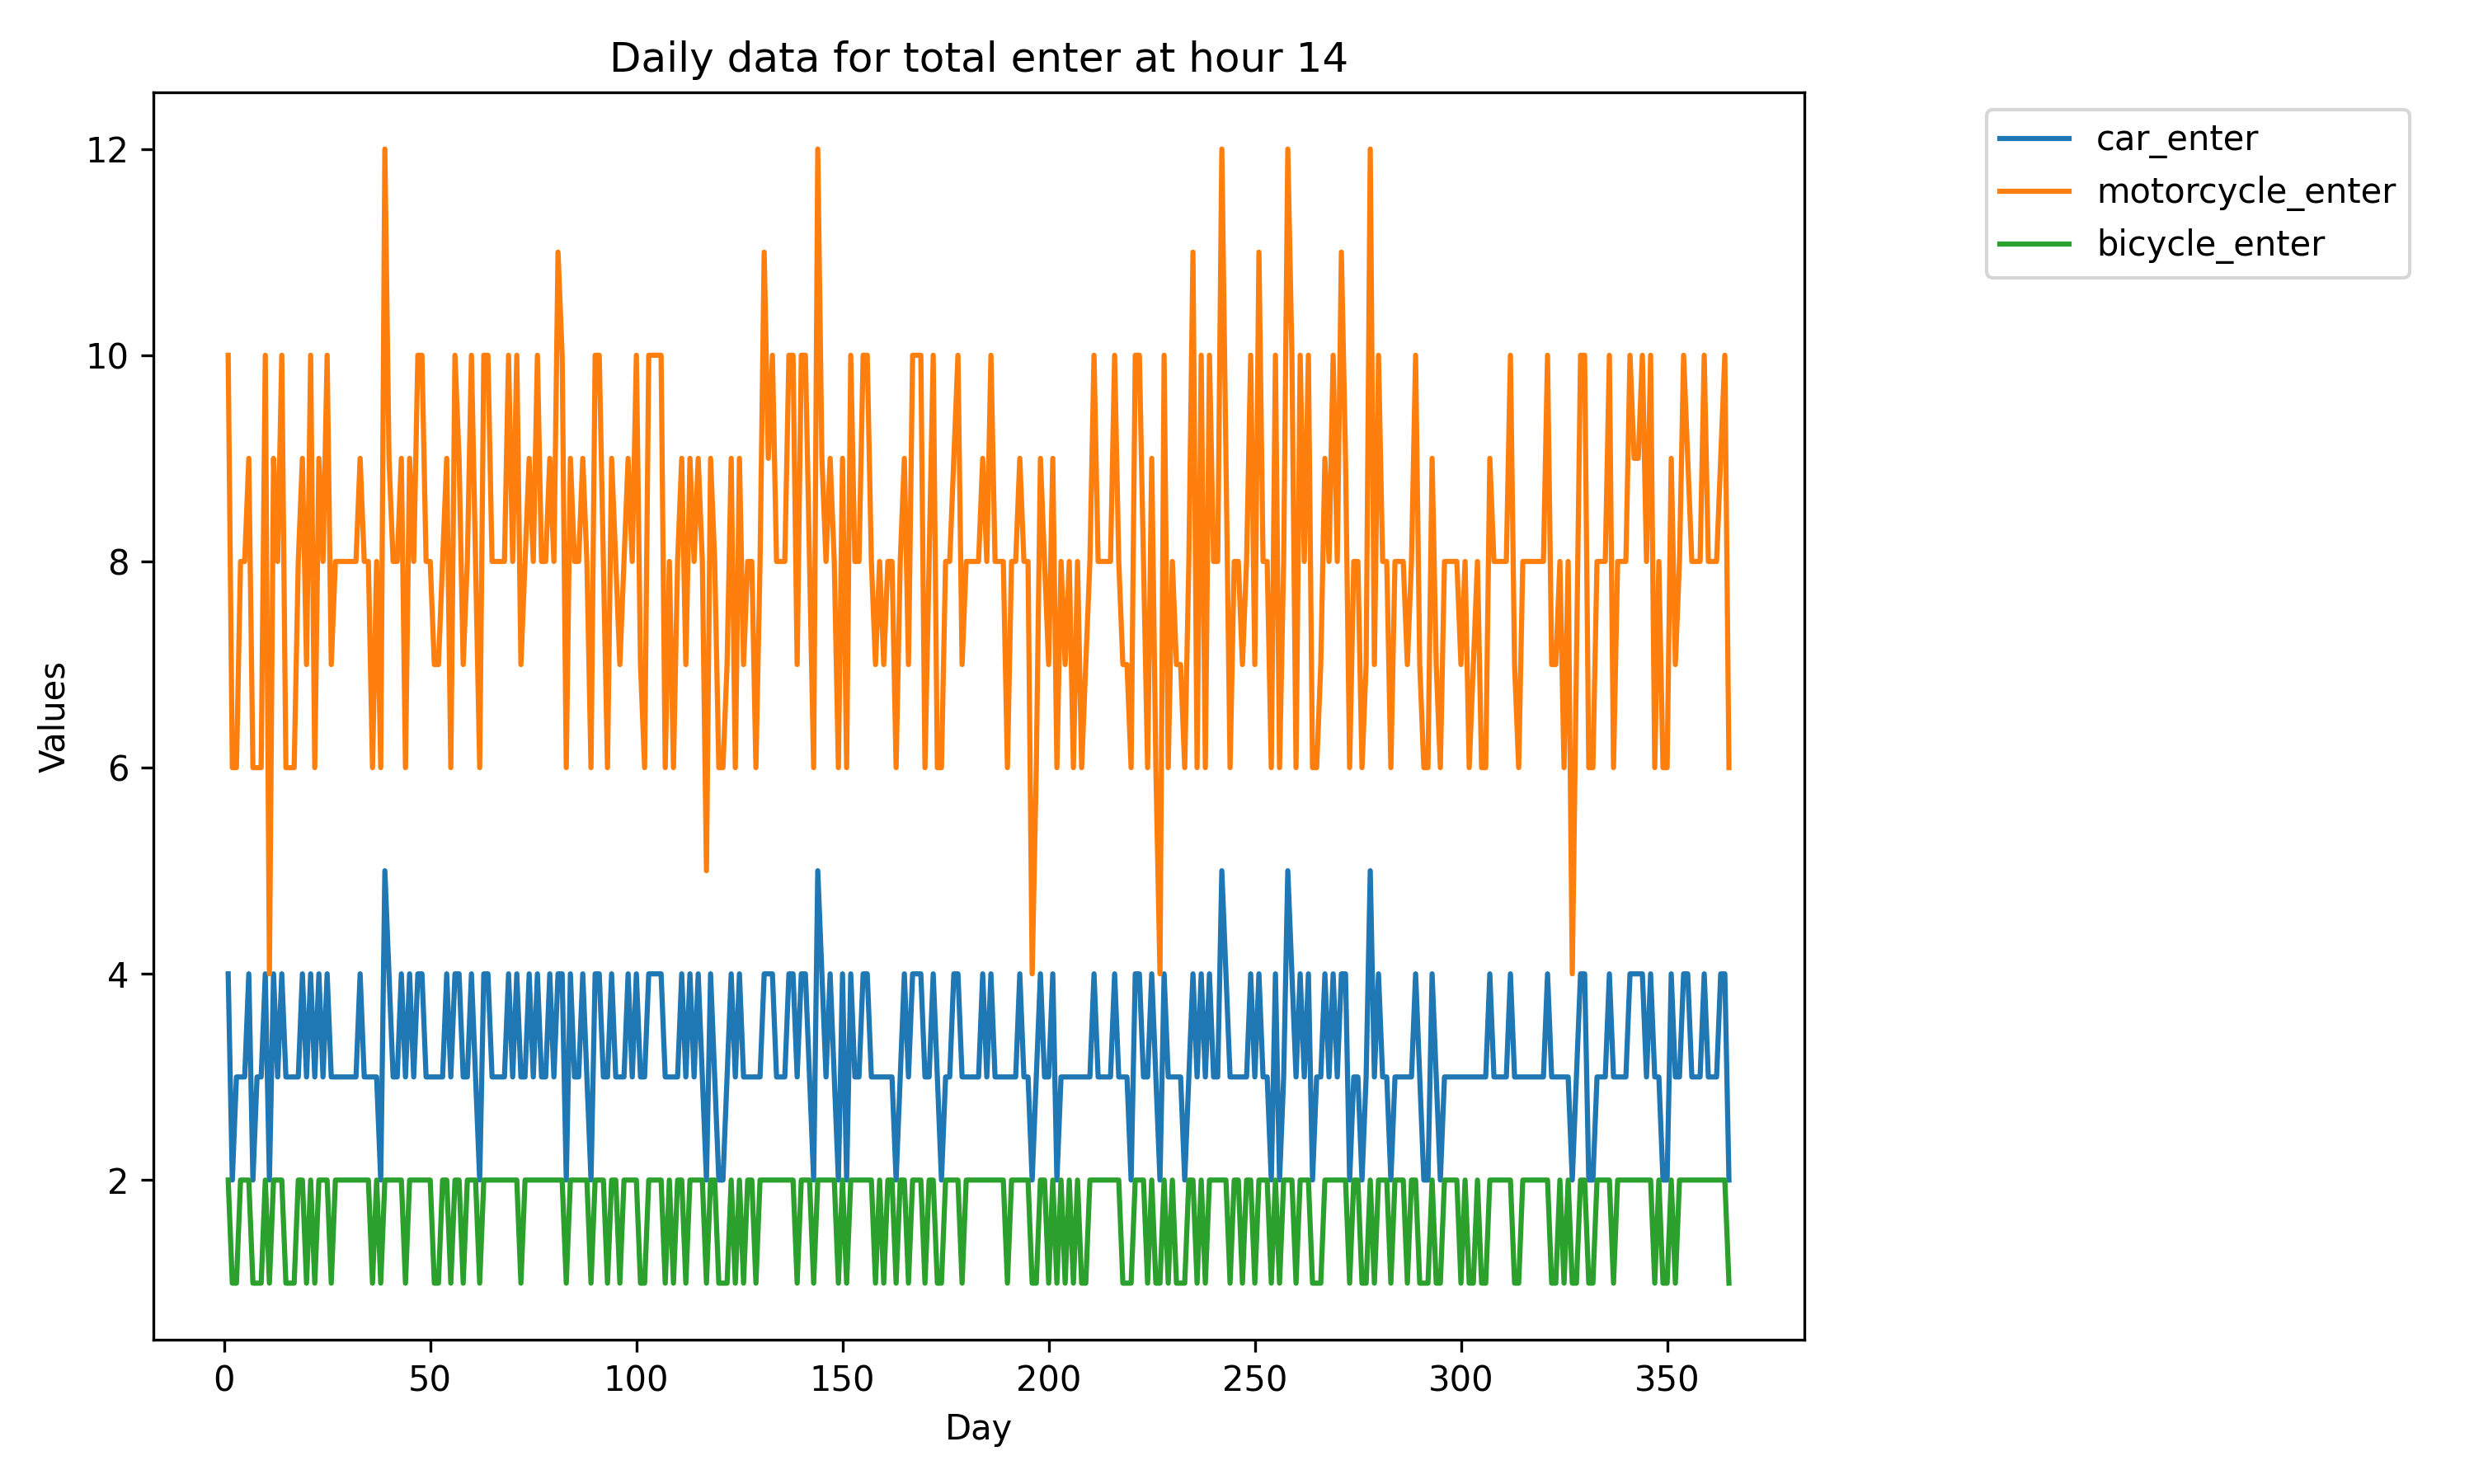 Daily data for total enter at hour 14
car_enter
motorcycle_enter
bicycle_enter
12
10
8
6
4
2
Values
0 50 100 150 200 250 300 350
Day